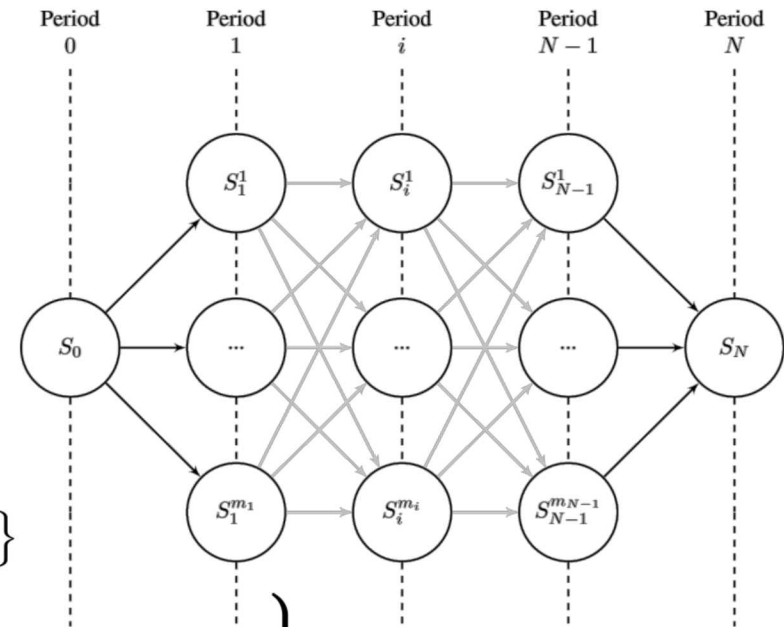 Period Period Period Period Period
0 1 i N − 1 N
S_1^1 S_i^1 S_{N−1}^1
S_0 ... ... ... S_N
S_1^{m_1} S_i^{m_i} S_{N−1}^{m_{N−1}}
}
)